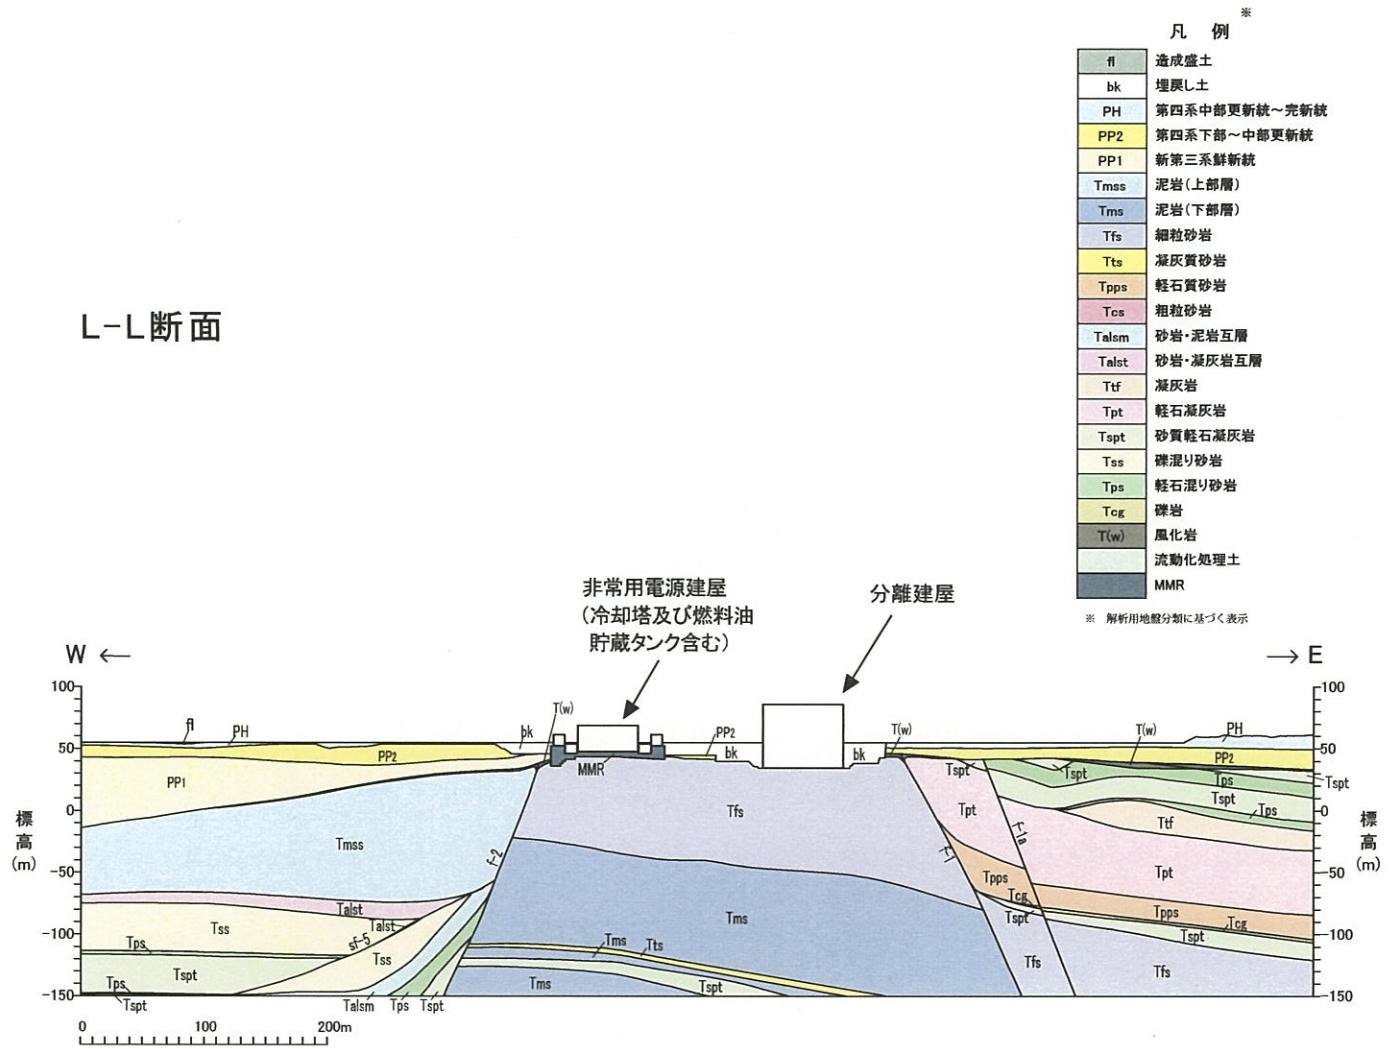 ※
凡 例
fl 造成盛土
bk 埋戻し土
PH 第四系中部更新統～完新統
PP2 第四系下部～中部更新統
PP1 新第三系鮮新統
Tmss 泥岩(上部層)
Tms 泥岩(下部層)
Tfs 細粒砂岩
Tts 凝灰質砂岩
Tpps 軽石質砂岩
Tcs 粗粒砂岩
Talsm 砂岩・泥岩互層
Talst 砂岩・凝灰岩互層
Ttf 凝灰岩
Tpt 軽石凝灰岩
Tspt 砂質軽石凝灰岩
Tss 礫混り砂岩
Tps 軽石混り砂岩
Tcg 礫岩
T(w) 風化岩
流動化処理土
MMR
※ 解析用地盤分類に基づく表示
L-L断面
非常用電源建屋
(冷却塔及び燃料油
貯蔵タンク含む)
分離建屋
W ←
→ E
100
50
0
-50
-100
-150
標高(m)
100
50
0
-50
-100
-150
標高(m)
fl
PH
bk
T(w)
PP2
PP1
MMR
PP2
bk
bk
T(w)
T(w)
PH
PP2
Tspt
Tspt
Tps
Tspt
Tspt
Tps
Ttf
Tpt
Tpt
f-1a
f-1
f-2
Tmss
Tfs
Tpps
Tcg
Tspt
Tpps
Tcg
Tspt
Talst
Talst
Tss
sf-5
Tss
Tps
Tspt
Tps
Tspt
Talsm
Tps
Tspt
Tms
Tms
Tts
Tms
Tspt
Tfs
Tfs
0 100 200m